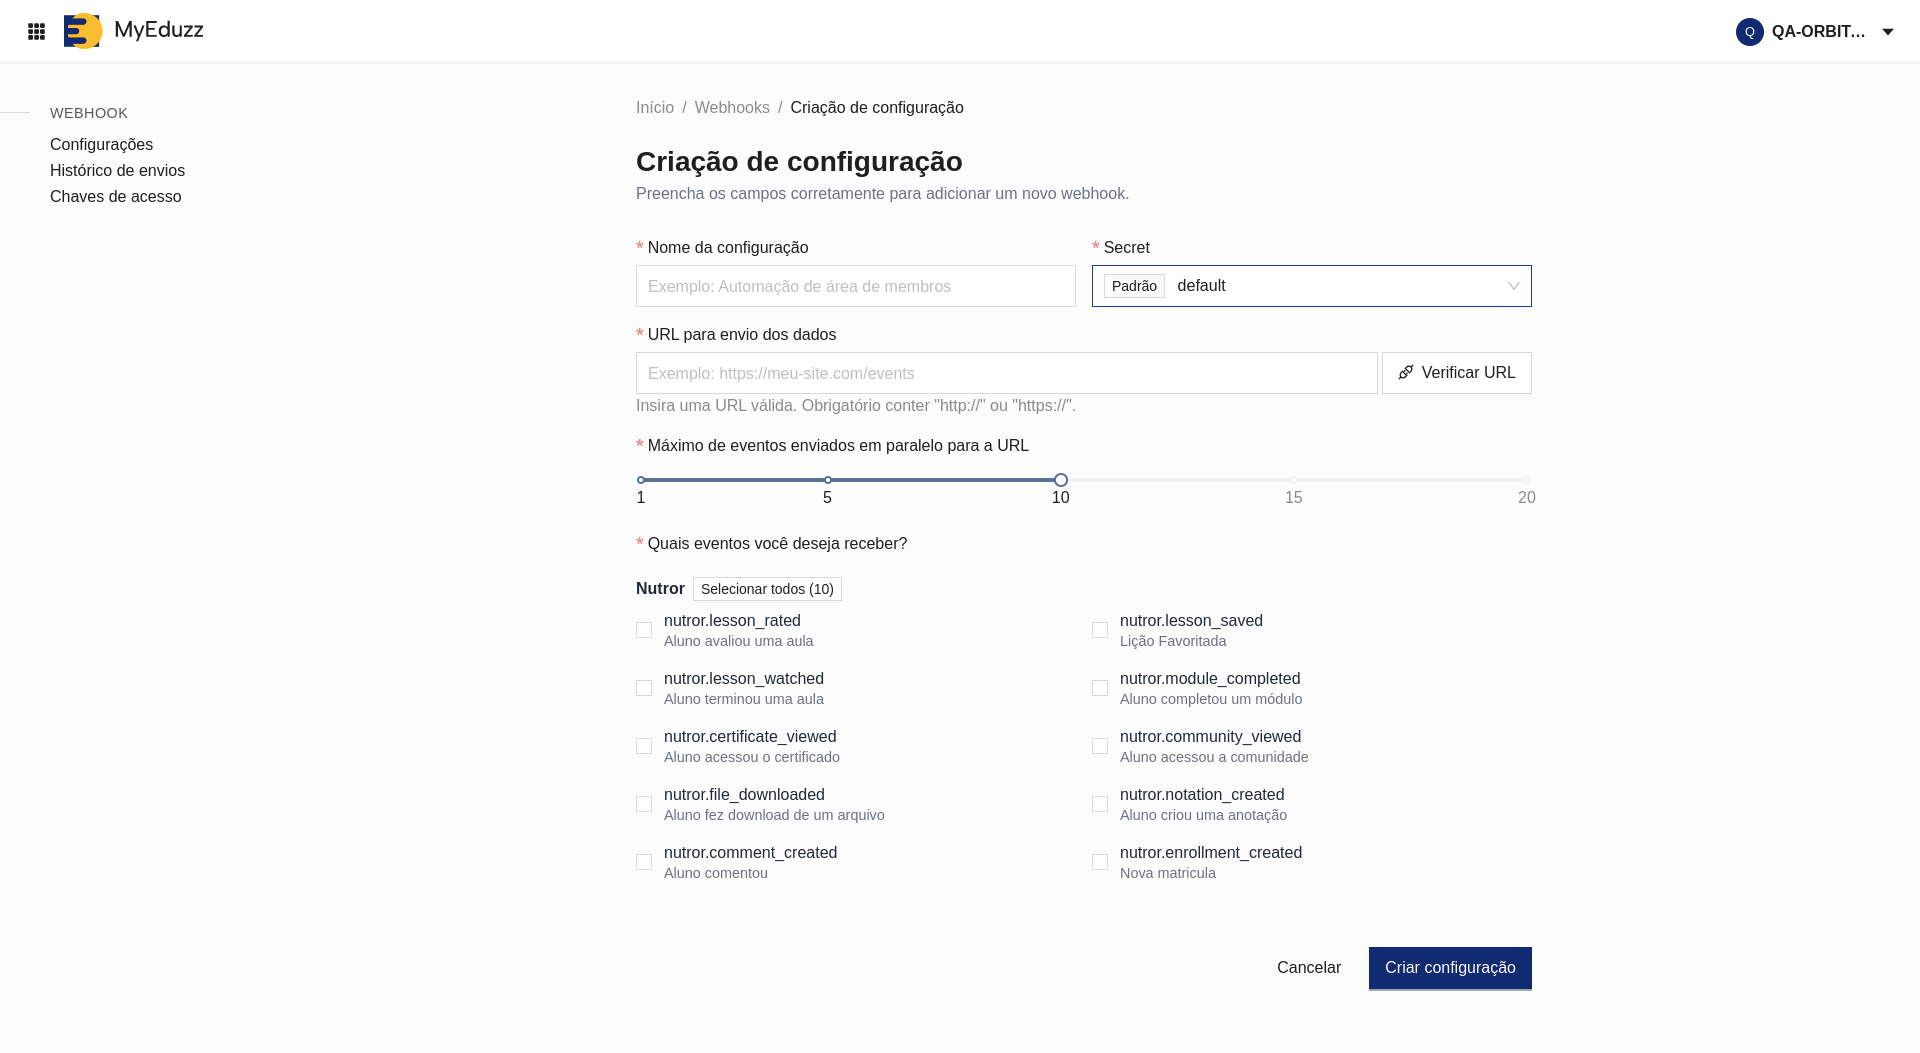 MyEduzz
Q QA-ORBIT...
WEBHOOK
Configurações
Histórico de envios
Chaves de acesso
Início / Webhooks / Criação de configuração
Criação de configuração
Preencha os campos corretamente para adicionar um novo webhook.
* Nome da configuração
Exemplo: Automação de área de membros
* Secret
Padrão default
* URL para envio dos dados
Exemplo: https://meu-site.com/events
Verificar URL
Insira uma URL válida. Obrigatório conter "http://" ou "https://".
* Máximo de eventos enviados em paralelo para a URL
1 5 10 15 20
* Quais eventos você deseja receber?
Nutror Selecionar todos (10)
nutror.lesson_rated
Aluno avaliou uma aula
nutror.lesson_saved
Lição Favoritada
nutror.lesson_watched
Aluno terminou uma aula
nutror.module_completed
Aluno completou um módulo
nutror.certificate_viewed
Aluno acessou o certificado
nutror.community_viewed
Aluno acessou a comunidade
nutror.file_downloaded
Aluno fez download de um arquivo
nutror.notation_created
Aluno criou uma anotação
nutror.comment_created
Aluno comentou
nutror.enrollment_created
Nova matricula
Cancelar
Criar configuração